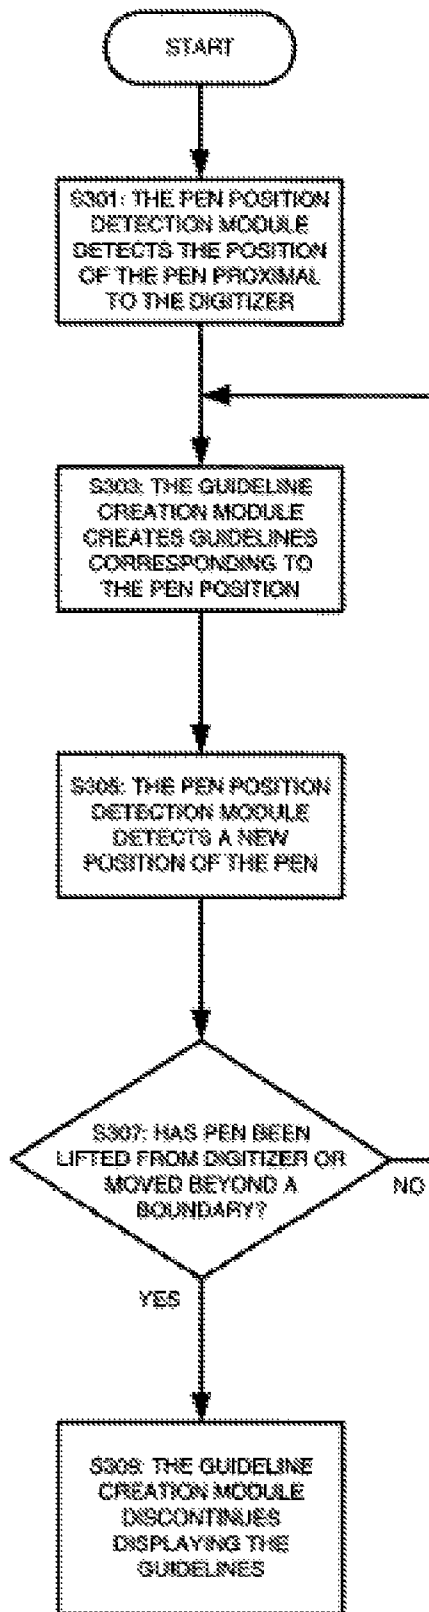 START
S301: THE PEN POSITION
DETECTION MODULE
DETECTS THE POSITION
OF THE PEN PROXIMAL
TO THE DIGITIZER
S303: THE GUIDELINE
CREATION MODULE
CREATES GUIDELINES
CORRESPONDING TO
THE PEN POSITION
S305: THE PEN POSITION
DETECTION MODULE
DETECTS A NEW
POSITION OF THE PEN
S307: HAS PEN BEEN
LIFTED FROM DIGITIZER OR
MOVED BEYOND A
BOUNDARY?
NO
YES
S309: THE GUIDELINE
CREATION MODULE
DISCONTINUES
DISPLAYING THE
GUIDELINES